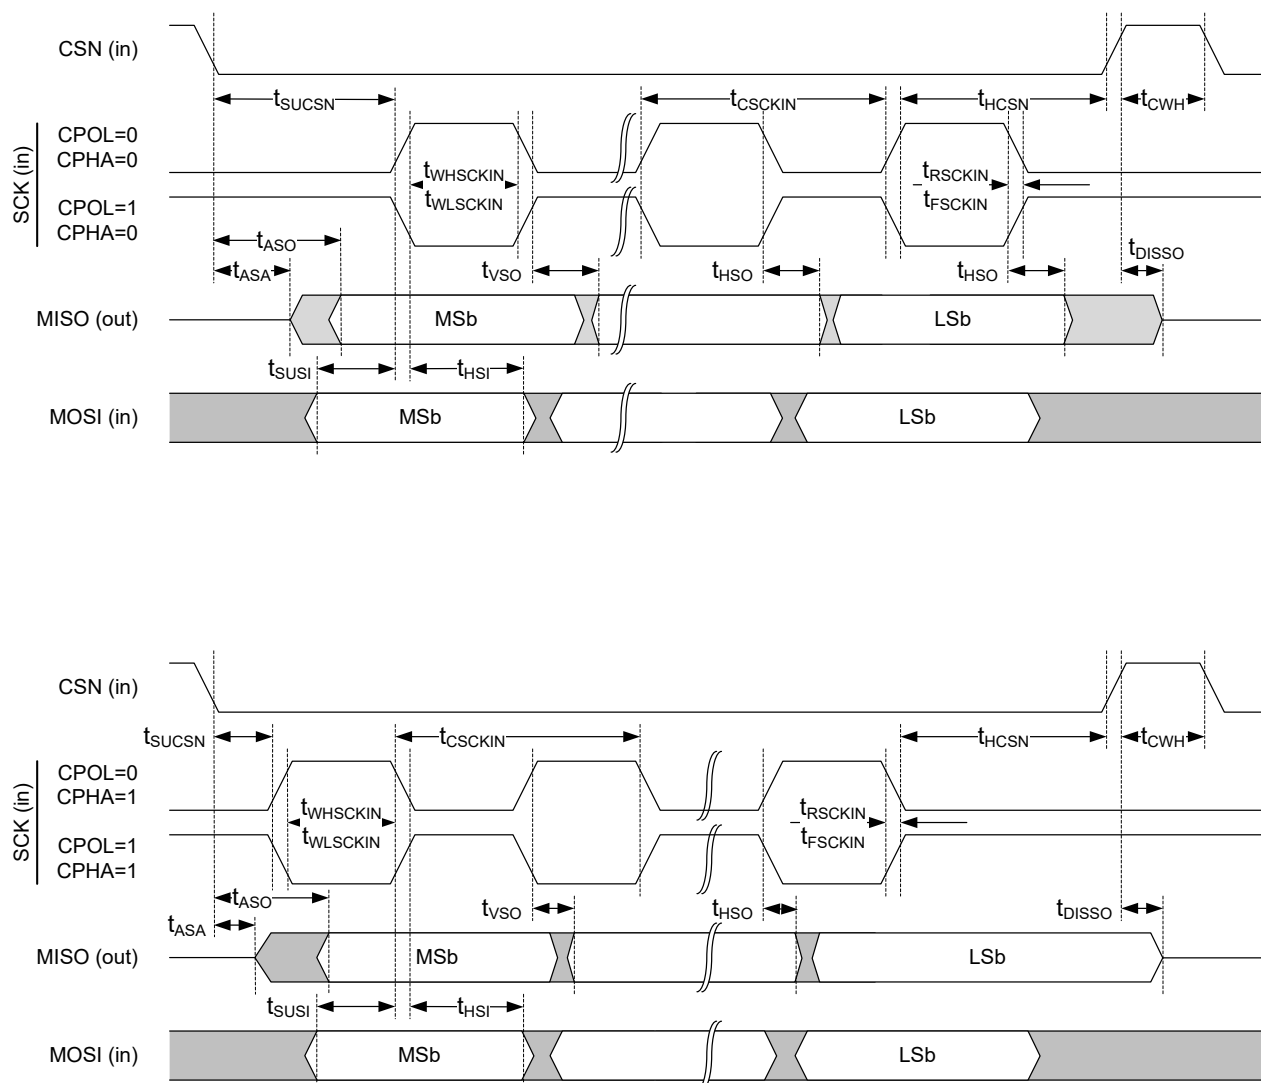 CSN (in)
tSUCSN
tCSCKIN
tHCSN
tCWH
SCK (in)
CPOL=0
CPHA=0
tWHSCKIN
tRSCKIN
CPOL=1
CPHA=0
tWLSCKIN
tFSCKIN
tASO
tASA
tVSO
tHSO
tHSO
tDISSO
MISO (out)
MSb
LSb
tSUSI
tHSI
MOSI (in)
MSb
LSb
CSN (in)
tSUCSN
tCSCKIN
tHCSN
tCWH
SCK (in)
CPOL=0
CPHA=1
tWHSCKIN
tRSCKIN
CPOL=1
CPHA=1
tWLSCKIN
tFSCKIN
tASO
tASA
tVSO
tHSO
tDISSO
MISO (out)
MSb
LSb
tSUSI
tHSI
MOSI (in)
MSb
LSb